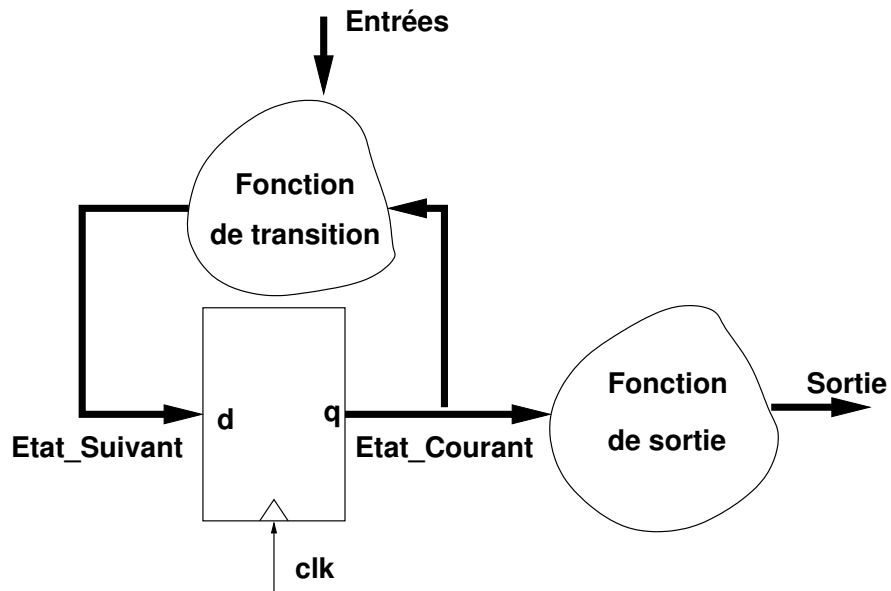 Entrées
Fonction
de transition
d
q
Etat_Suivant
Etat_Courant
Fonction
de sortie
Sortie
clk